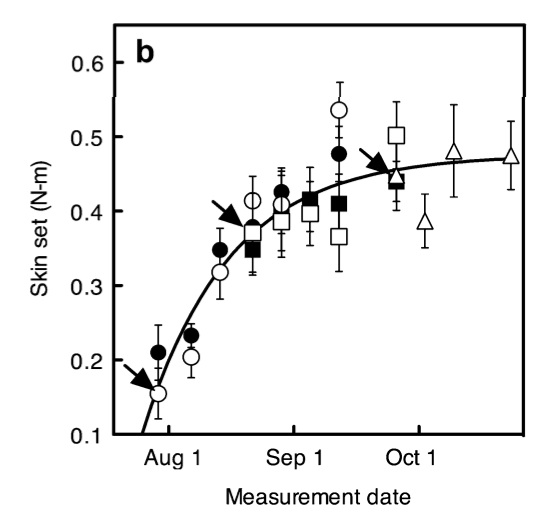 b
0.6
0.5
0.4
0.3
0.2
0.1
Skin set (N-m)
Aug 1 Sep 1 Oct 1
Measurement date